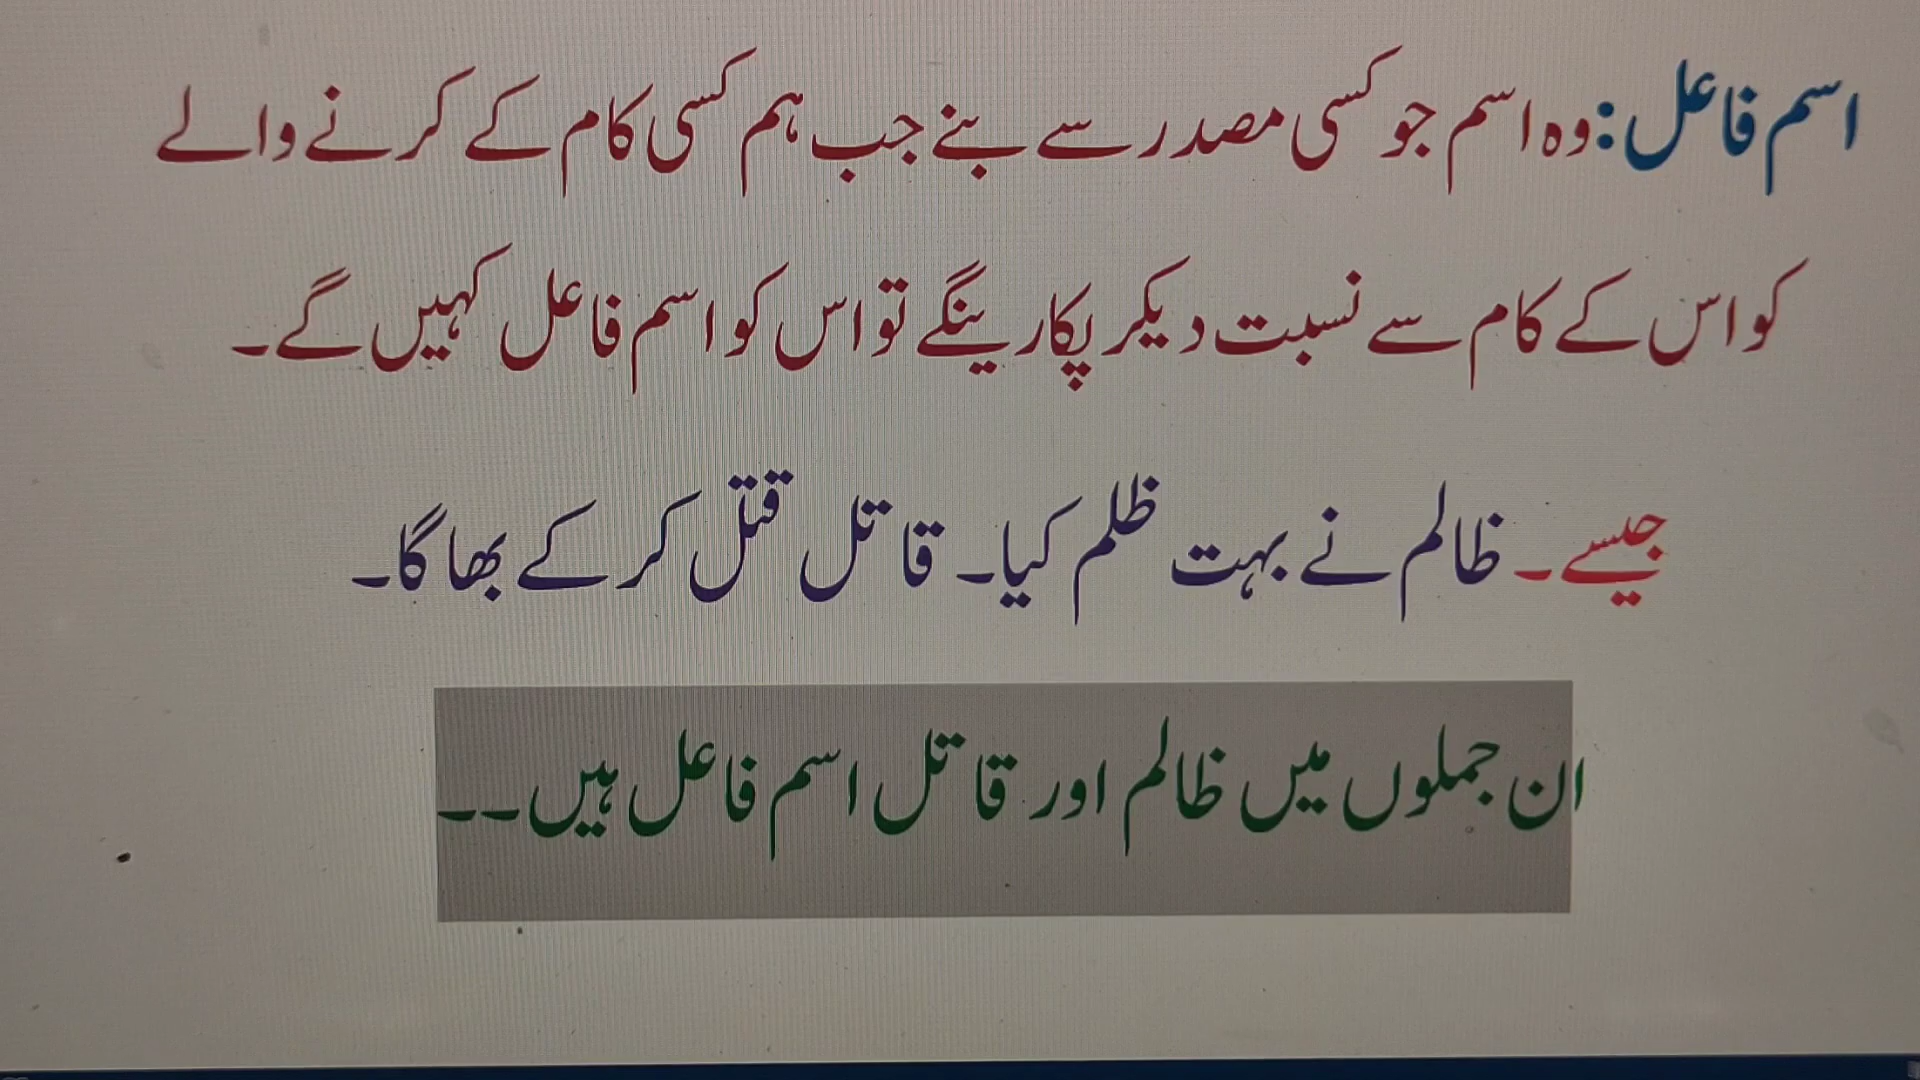 اسم فاعل: وہ اسم جو کسی مصدر سے بنے جب ہم کسی کام کے کرنے والے
کو اس کے کام سے نسبت دیکر پکارینگے تو اس کو اسم فاعل کہیں گے۔
جیسے۔ ظالم نے بہت ظلم کیا۔ قاتل قتل کر کے بھاگا۔
ان جملوں میں ظالم اور قاتل اسم فاعل ہیں۔۔